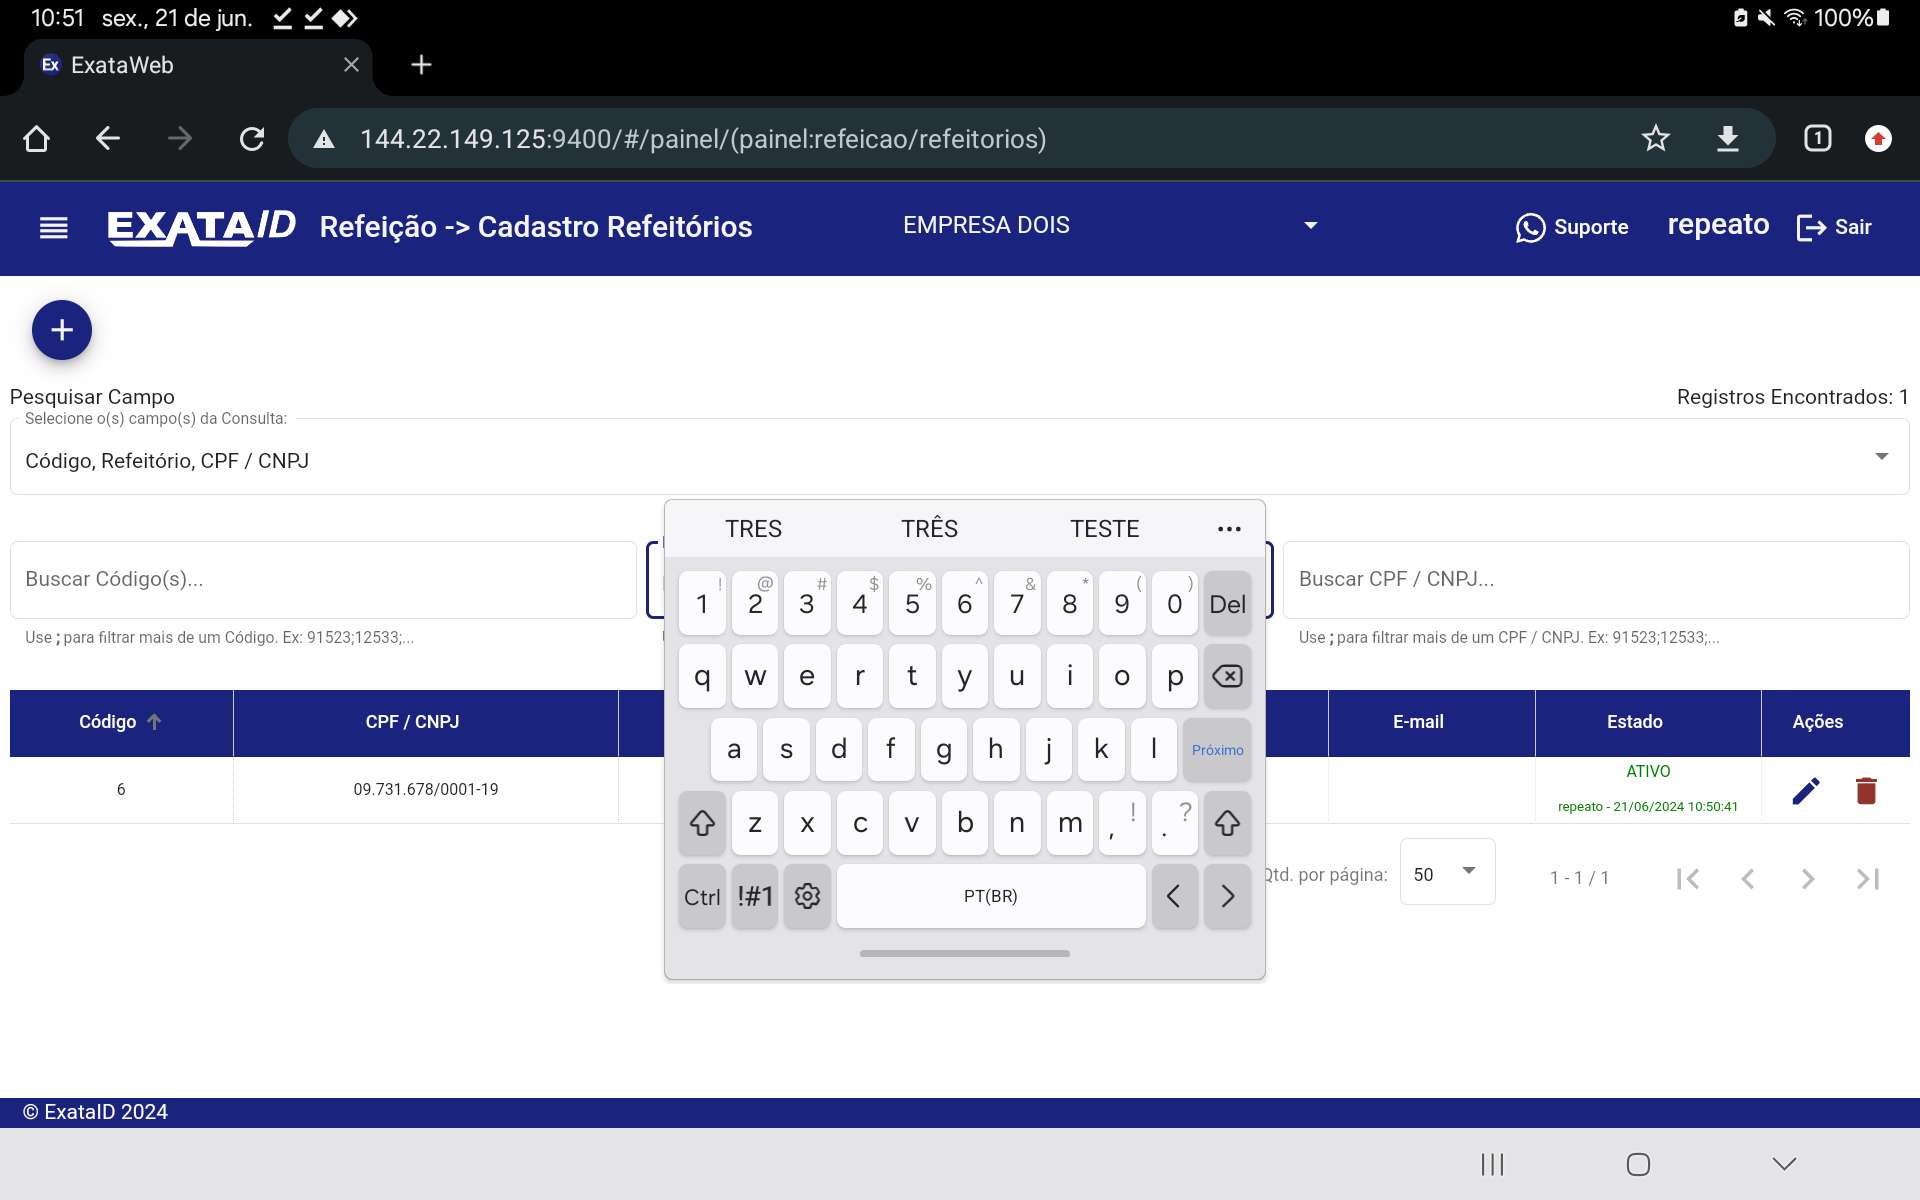 10:51 sex., 21 de jun. 100%
Ex ExataWeb
144.22.149.125:9400/#/painel/(painel:refeicao/refeitorios) 1
EXATAID Refeição -> Cadastro Refeitórios EMPRESA DOIS Suporte repeato Sair
+
Pesquisar Campo Registros Encontrados: 1
Selecione o(s) campo(s) da Consulta:
Código, Refeitório, CPF / CNPJ
TRES TRÊS TESTE ...
Buscar Código(s)... Buscar CPF / CNPJ...
! @ # $ % ^ & * ( )
1 2 3 4 5 6 7 8 9 0 Del
Use ; para filtrar mais de um Código. Ex: 91523;12533;... Use ; para filtrar mais de um CPF / CNPJ. Ex: 91523;12533;...
q w e r t y u i o p
Código CPF / CNPJ E-mail Estado Ações
a s d f g h j k l Próximo
6 09.731.678/0001-19 ATIVO
repeato - 21/06/2024 10:50:41
z x c v b n m , ! . ?
Ctrl !#1 PT(BR) < >
Qtd. por página: 50 1 - 1 / 1
© ExataID 2024